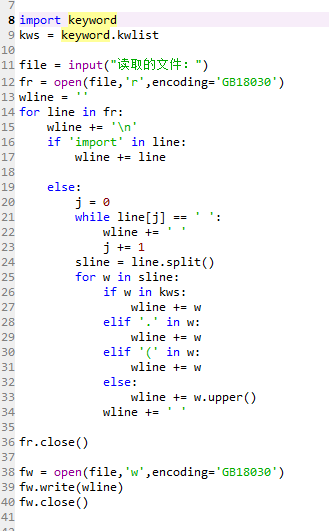 7
8 import keyword
9 kws = keyword.kwlist
10
11 file = input("读取的文件：")
12 fr = open(file,'r',encoding='GB18030')
13 wline = ''
14 for line in fr:
15     wline += '\n'
16     if 'import' in line:
17         wline += line
18
19     else:
20         j = 0
21         while line[j] == ' ':
22             wline += ' '
23             j += 1
24         sline = line.split()
25         for w in sline:
26             if w in kws:
27                 wline += w
28             elif '.' in w:
29                 wline += w
30             elif '(' in w:
31                 wline += w
32             else:
33                 wline += w.upper()
34             wline += ' '
35
36 fr.close()
37
38 fw = open(file,'w',encoding='GB18030')
39 fw.write(wline)
40 fw.close()
41